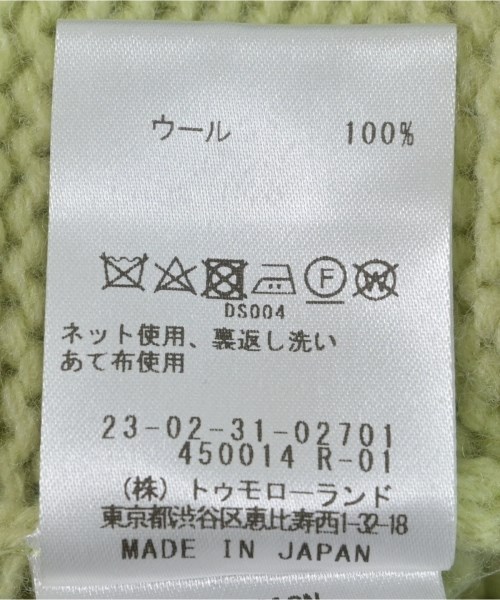 ウール 100%
F W
DS004
ネット使用、裏返し洗い
あて布使用
23-02-31-02701
450014 R-01
(株)トゥモローランド
東京都渋谷区恵比寿西1-32-18
MADE IN JAPAN